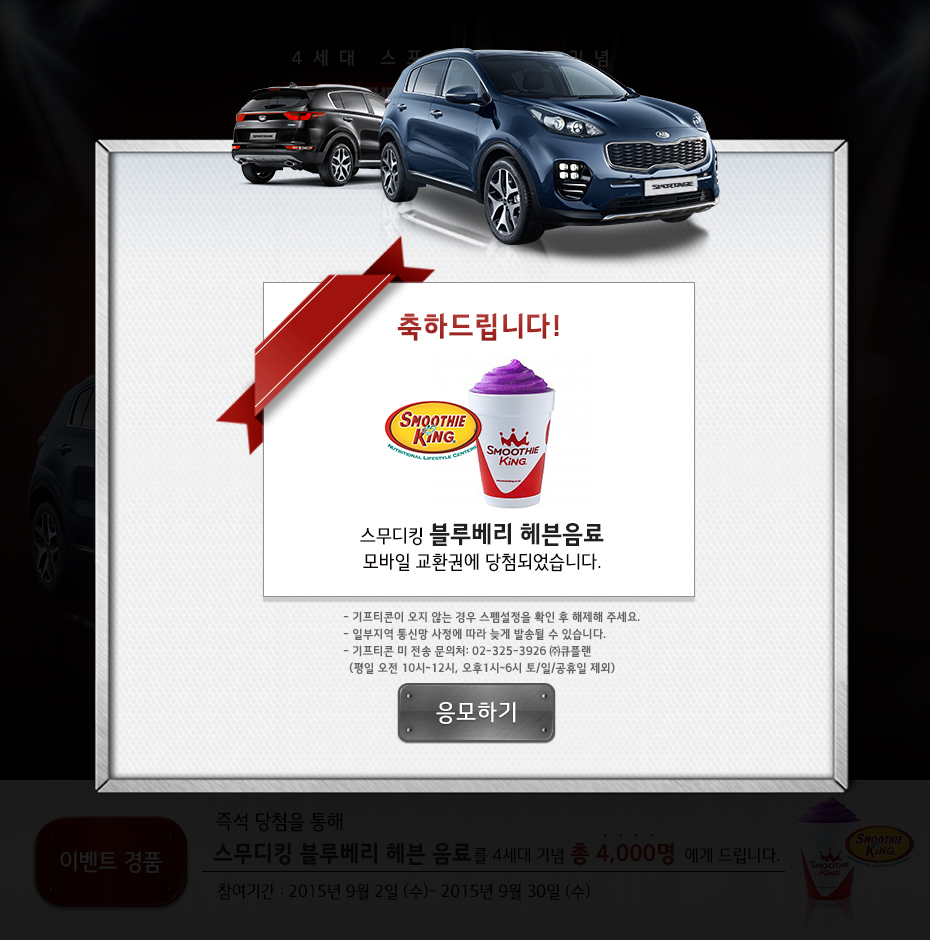 4세대 스포 기념
KIA
SPORTAGE
SPORTAGE
축하드립니다!
SMOOTHIE
KING
NUTRITIONAL LIFESTYLE CENTERS
SMOOTHIE
KING
스무디킹 블루베리 헤븐음료
모바일 교환권에 당첨되었습니다.
- 기프티콘이 오지 않는 경우 스펨설정을 확인 후 해제해 주세요.
- 일부지역 통신망 사정에 따라 늦게 발송될 수 있습니다.
- 기프티콘 미 전송 문의처: 02-325-3926 ㈜큐플랜
(평일 오전 10시~12시, 오후1시~6시 토/일/공휴일 제외)
응모하기
이벤트 경품
즉석 당첨을 통해
스무디킹 블루베리 헤븐 음료를 4세대 기념 총 4,000명 에게 드립니다.
참여기간 : 2015년 9월 2일 (수)~ 2015년 9월 30일 (수)
SMOOTHIE
KING
SMOOTHIE
KING